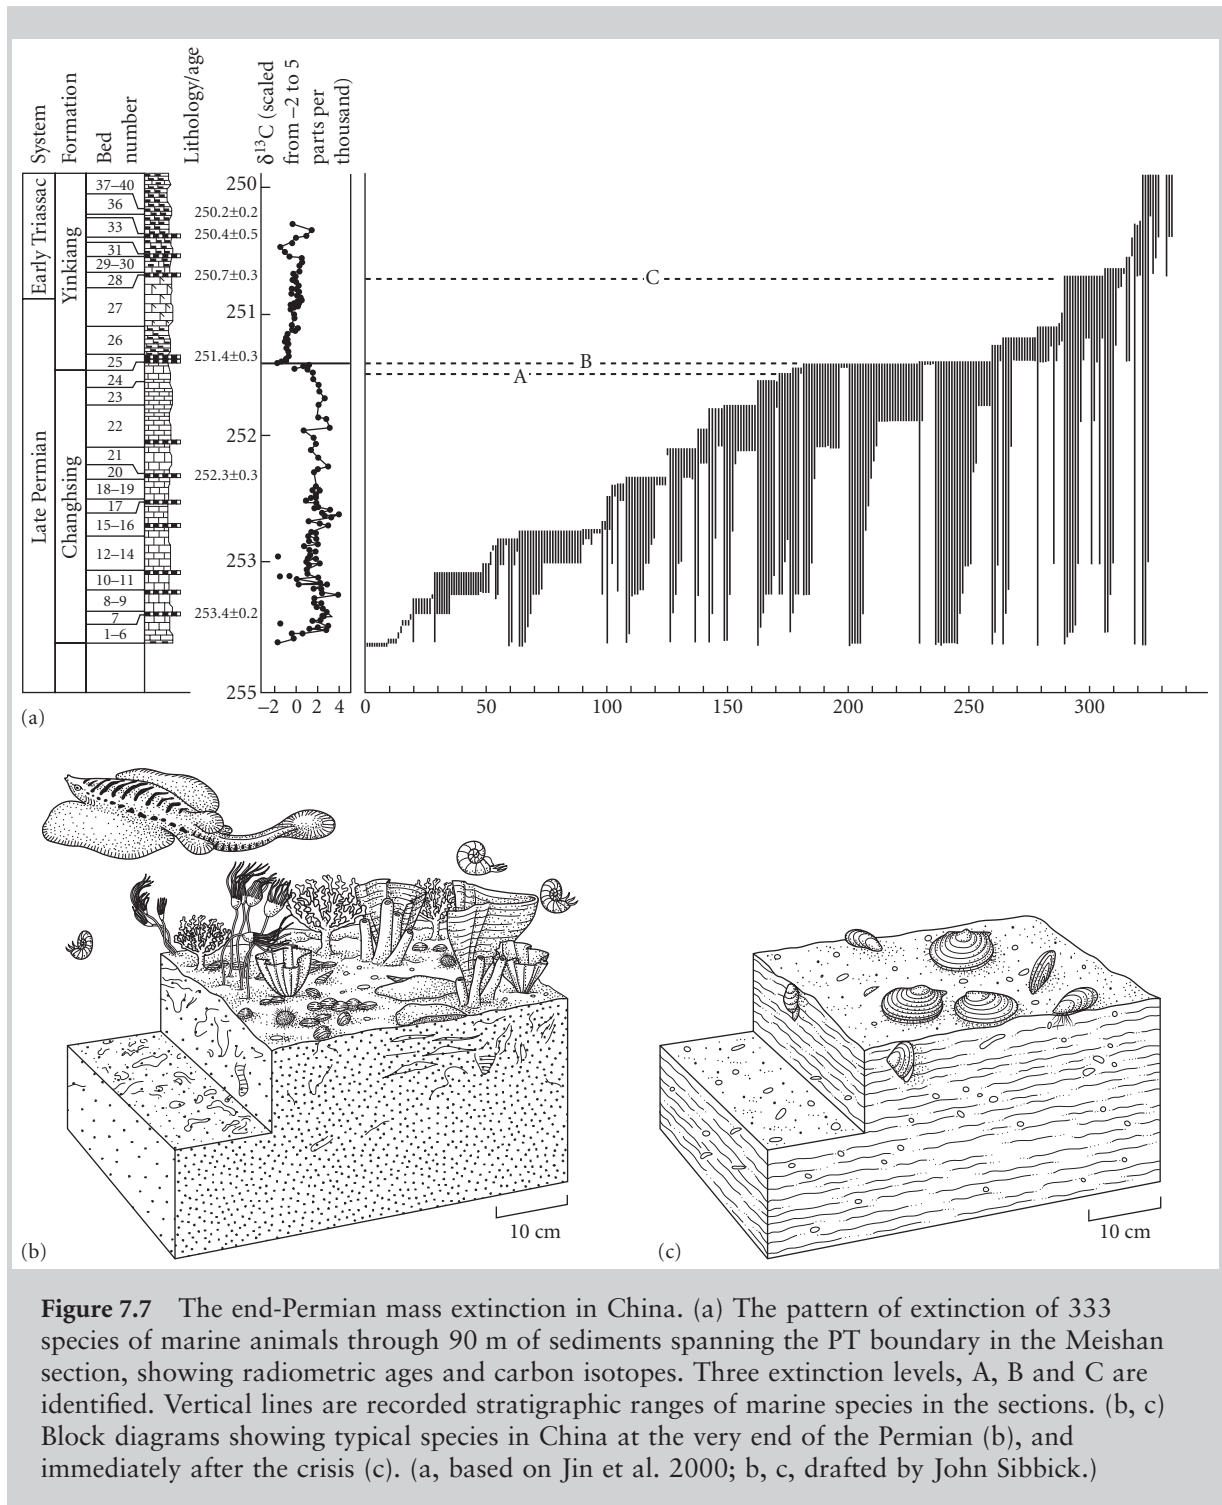 System
Formation
Bed
number
Lithology/age
δ¹³C (scaled
from −2 to 5
parts per
thousand)
Early Triassac
Late Permian
Yinkiang
Changhsing
37–40
36
33
31
29–30
28
27
26
25
24
23
22
21
20
18–19
17
15–16
12–14
10–11
8–9
7
1–6
250
250.2±0.2
250.4±0.5
250.7±0.3
251
251.4±0.3
252
252.3±0.3
253
253.4±0.2
255
C
B
A
−2 0 2 4
0 50 100 150 200 250 300
(a)
10 cm
(b)
10 cm
(c)
Figure 7.7 The end-Permian mass extinction in China. (a) The pattern of extinction of 333
species of marine animals through 90 m of sediments spanning the PT boundary in the Meishan
section, showing radiometric ages and carbon isotopes. Three extinction levels, A, B and C are
identified. Vertical lines are recorded stratigraphic ranges of marine species in the sections. (b, c)
Block diagrams showing typical species in China at the very end of the Permian (b), and
immediately after the crisis (c). (a, based on Jin et al. 2000; b, c, drafted by John Sibbick.)